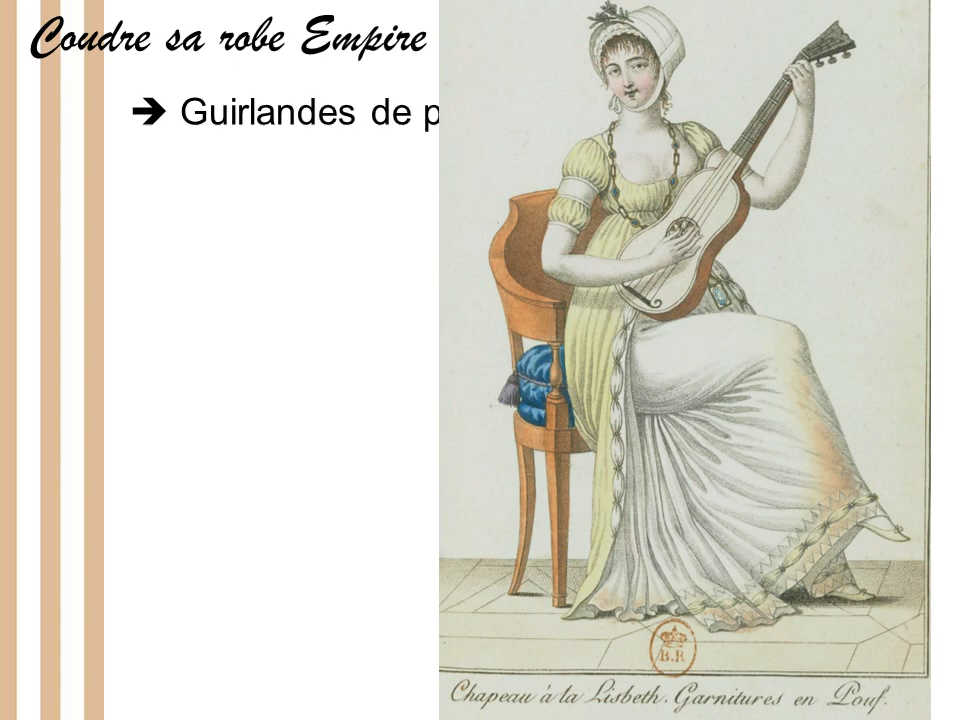 Coudre sa robe Empire
➔ Guirlandes de p
B.R
Chapeau à la Lisbeth. Garnitures en Pouf.